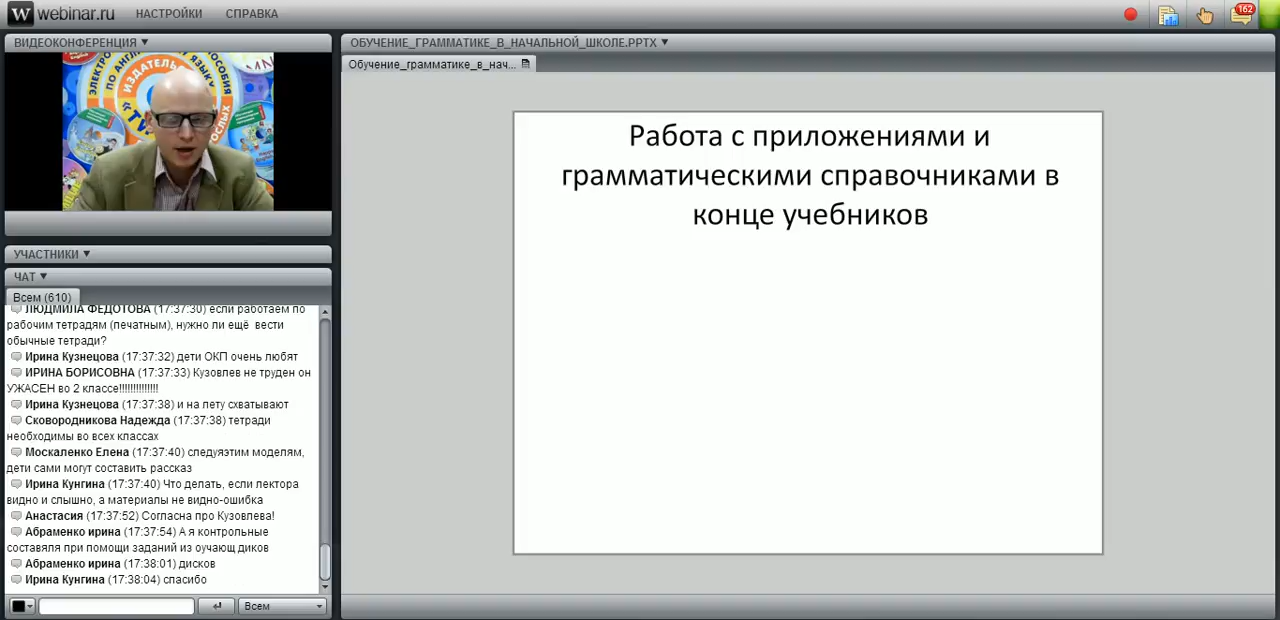 webinar.ru НАСТРОЙКИ СПРАВКА
162
ВИДЕОКОНФЕРЕНЦИЯ
ОБУЧЕНИЕ_ГРАММАТИКЕ_В_НАЧАЛЬНОЙ_ШКОЛЕ.PPTX
Обучение_грамматике_в_нач...
Работа с приложениями и
грамматическими справочниками в
конце учебников
УЧАСТНИКИ
ЧАТ
Всем (610)
ЛЮДМИЛА ФЕДОТОВА (17:37:30) если работаем по
рабочим тетрадям (печатным), нужно ли ещё вести
обычные тетради?
Ирина Кузнецова (17:37:32) дети ОКП очень любят
ИРИНА БОРИСОВНА (17:37:33) Кузовлев не труден он
УЖАСЕН во 2 классе!!!!!!!!!!!!!!
Ирина Кузнецова (17:37:38) и на лету схватывают
Сковородникова Надежда (17:37:38) тетради
необходимы во всех классах
Москаленко Елена (17:37:40) следуяэтим моделям,
дети сами могут составить рассказ
Ирина Кунгина (17:37:40) Что делать, если лектора
видно и слышно, а материалы не видно-ошибка
Анастасия (17:37:52) Согласна про Кузовлева!
Абраменко ирина (17:37:54) А я контрольные
составяля при помощи заданий из оучающ диков
Абраменко ирина (17:38:01) дисков
Ирина Кунгина (17:38:04) спасибо
Всем